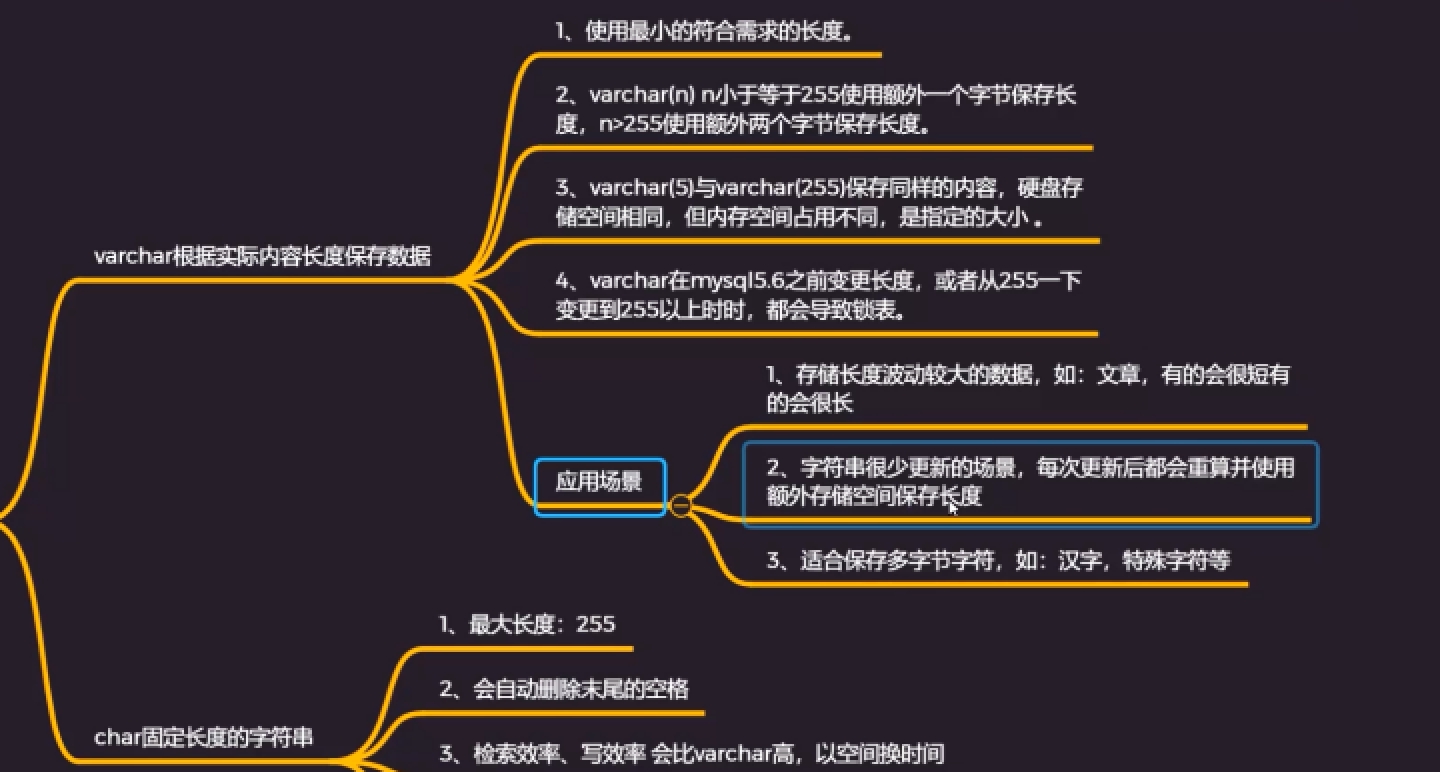 1、使用最小的符合需求的长度。
2、varchar(n) n小于等于255使用额外一个字节保存长
度，n>255使用额外两个字节保存长度。
3、varchar(5)与varchar(255)保存同样的内容，硬盘存
储空间相同，但内存空间占用不同，是指定的大小 。
varchar根据实际内容长度保存数据
4、varchar在mysql5.6之前变更长度，或者从255一下
变更到255以上时时，都会导致锁表。
1、存储长度波动较大的数据，如：文章，有的会很短有
的会很长
应用场景
2、字符串很少更新的场景，每次更新后都会重算并使用
额外存储空间保存长度
3、适合保存多字节字符，如：汉字，特殊字符等
1、最大长度：255
2、会自动删除末尾的空格
char固定长度的字符串
3、检索效率、写效率 会比varchar高，以空间换时间